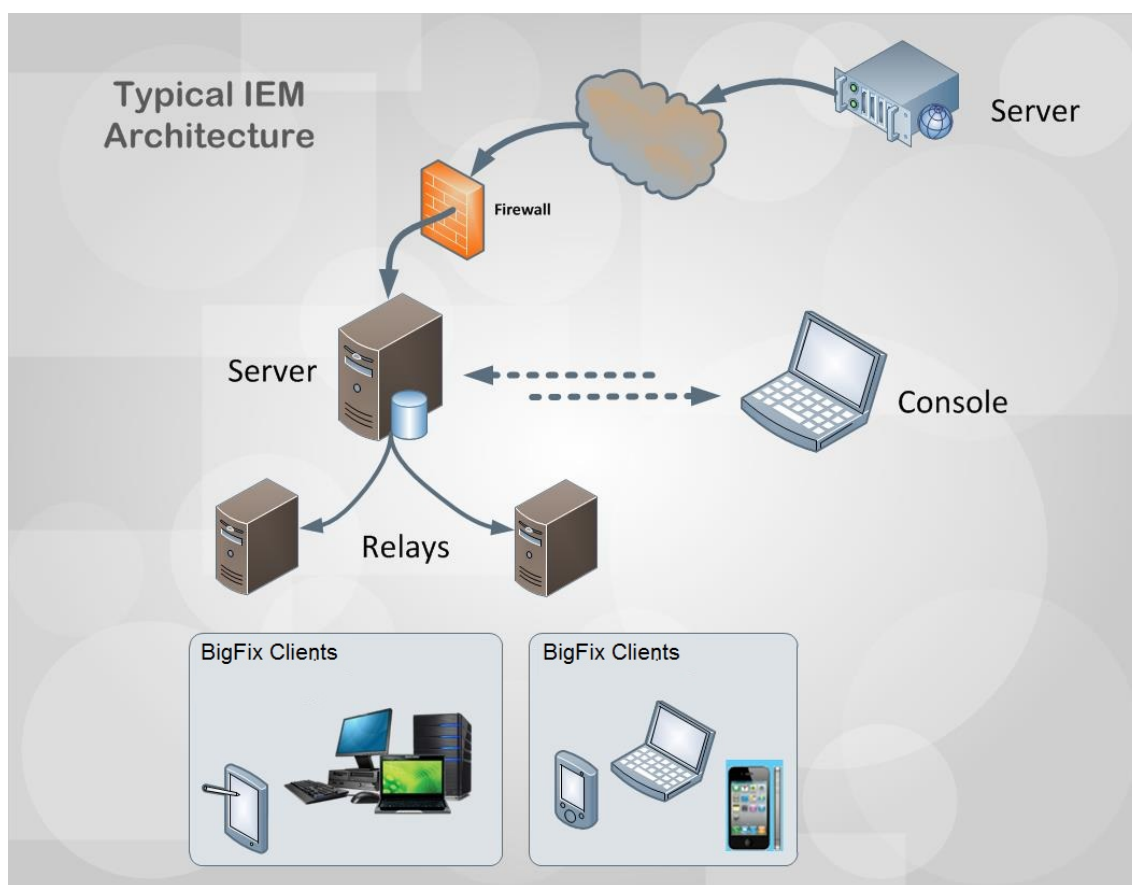 Typical IEM
Architecture
Server
Firewall
Server
Console
Relays
BigFix Clients
BigFix Clients